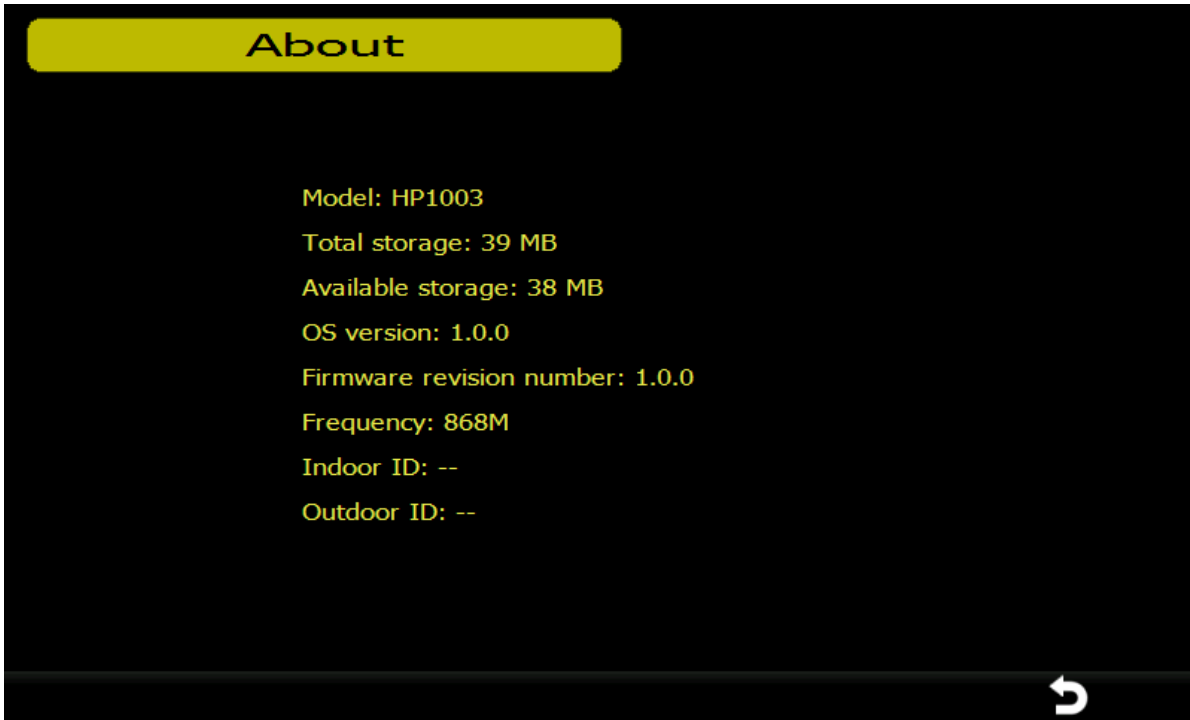 About
Model: HP1003
Total storage: 39 MB
Available storage: 38 MB
OS version: 1.0.0
Firmware revision number: 1.0.0
Frequency: 868M
Indoor ID: --
Outdoor ID: --